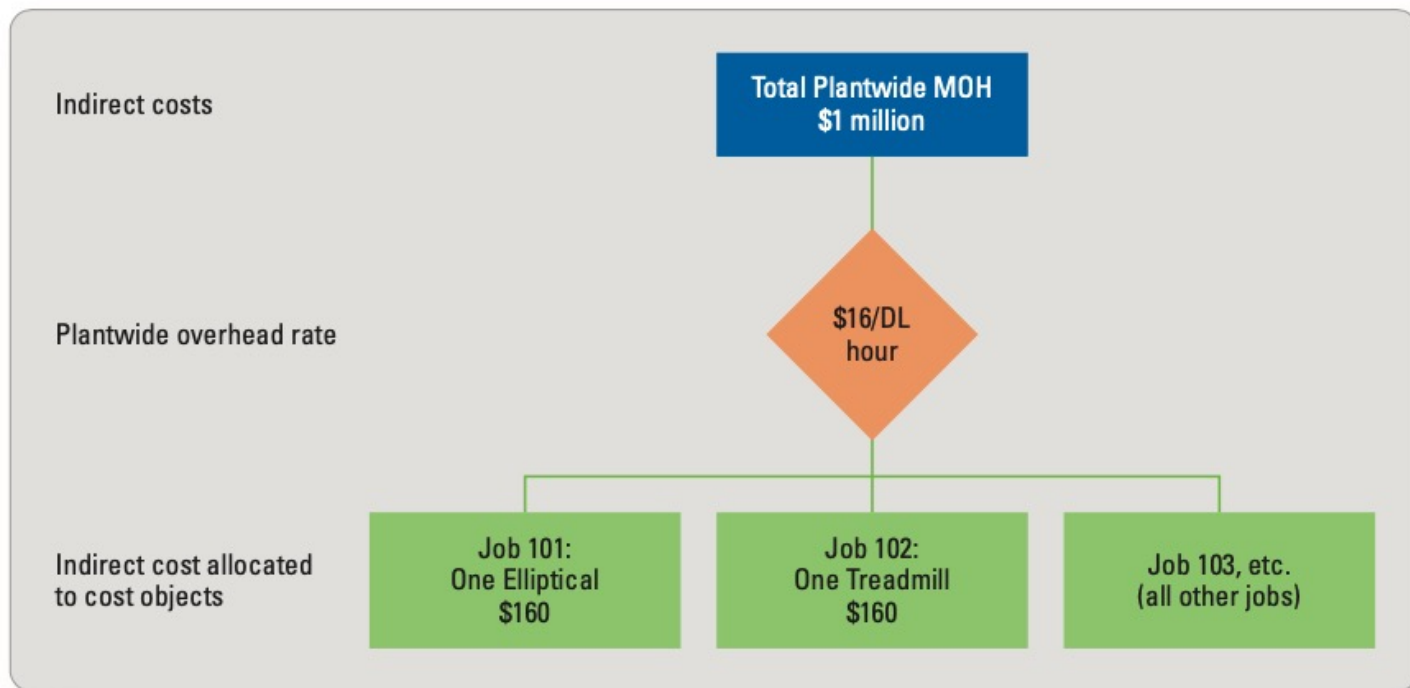 Indirect costs
Total Plantwide MOH
$1 million
Plantwide overhead rate
$16/DL
hour
Indirect cost allocated
to cost objects
Job 101:
One Elliptical
$160
Job 102:
One Treadmill
$160
Job 103, etc.
(all other jobs)